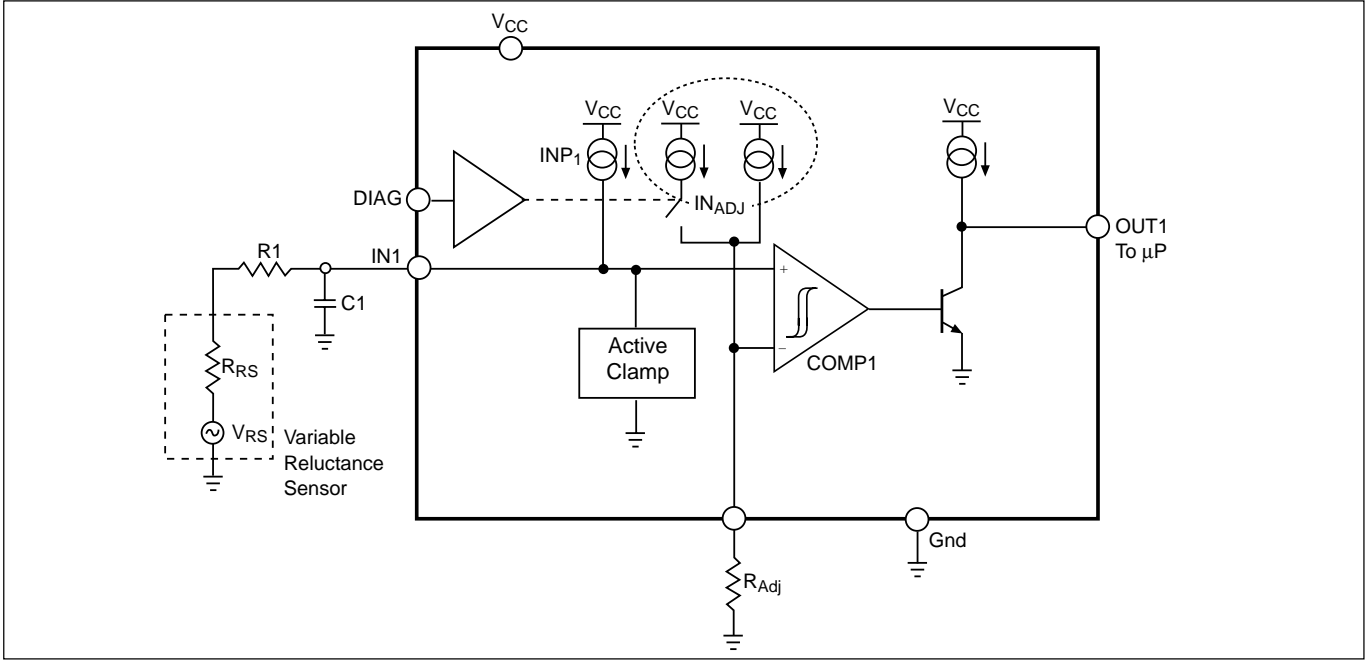 VCC
VCC
VCC
VCC
VCC
INP1
DIAG
INADJ
OUT1
To μP
R1
IN1
+
C1
Active
Clamp
−
COMP1
RRS
VRS
Variable
Reluctance
Sensor
Gnd
RAdj